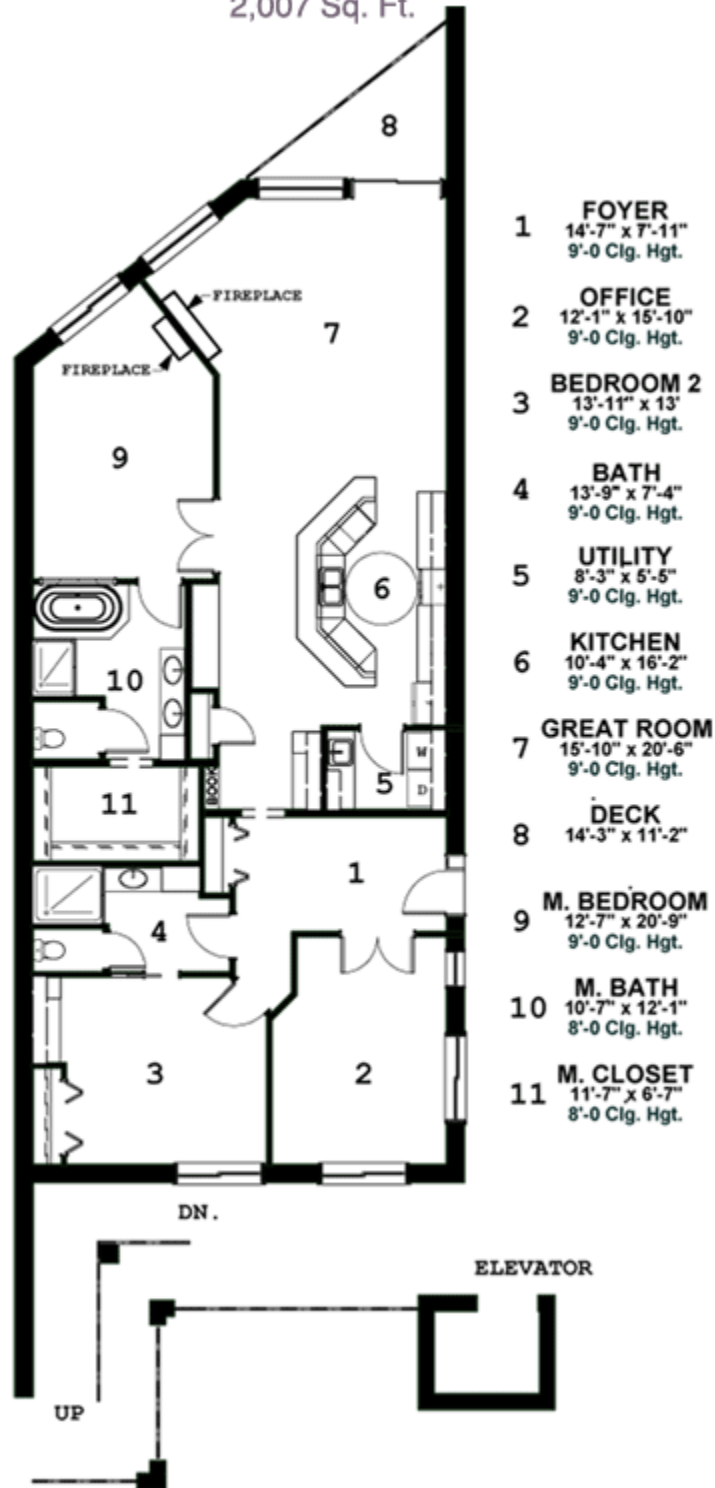 2,007 Sq. Ft.
8
FIREPLACE
7
FIREPLACE
9
6
10
W
5
D
11
BOOK
1
4
3
2
DN.
ELEVATOR
UP
1 FOYER
14'-7" x 7'-11"
9'-0 Clg. Hgt.
2 OFFICE
12'-1" x 15'-10"
9'-0 Clg. Hgt.
3 BEDROOM 2
13'-11" x 13'
9'-0 Clg. Hgt.
4 BATH
13'-9" x 7'-4"
9'-0 Clg. Hgt.
5 UTILITY
8'-3" x 5'-5"
9'-0 Clg. Hgt.
6 KITCHEN
10'-4" x 16'-2"
9'-0 Clg. Hgt.
7 GREAT ROOM
15'-10" x 20'-6"
9'-0 Clg. Hgt.
8 DECK
14'-3" x 11'-2"
9 M. BEDROOM
12'-7" x 20'-9"
9'-0 Clg. Hgt.
10 M. BATH
10'-7" x 12'-1"
8'-0 Clg. Hgt.
11 M. CLOSET
11'-7" x 6'-7"
8'-0 Clg. Hgt.